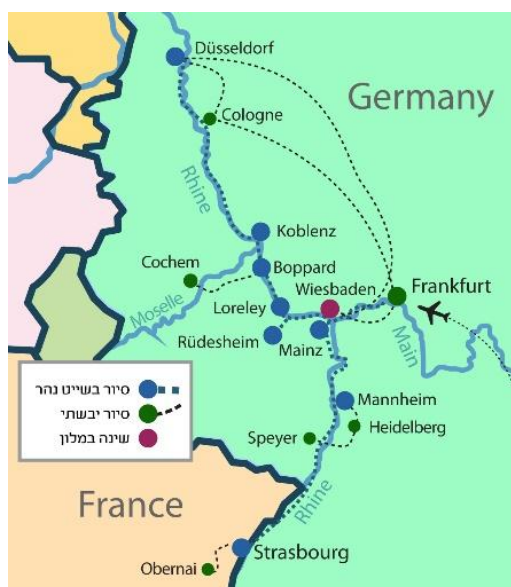 Düsseldorf
Germany
Cologne
Rhine
Koblenz
Cochem
Boppard
Wiesbaden
Frankfurt
Moselle
Loreley
Rüdesheim
Mainz
Main
סיור בשייט נהר
סיור יבשתי
שינה במלון
Mannheim
Speyer
Heidelberg
France
Rhine
Strasbourg
Obernai